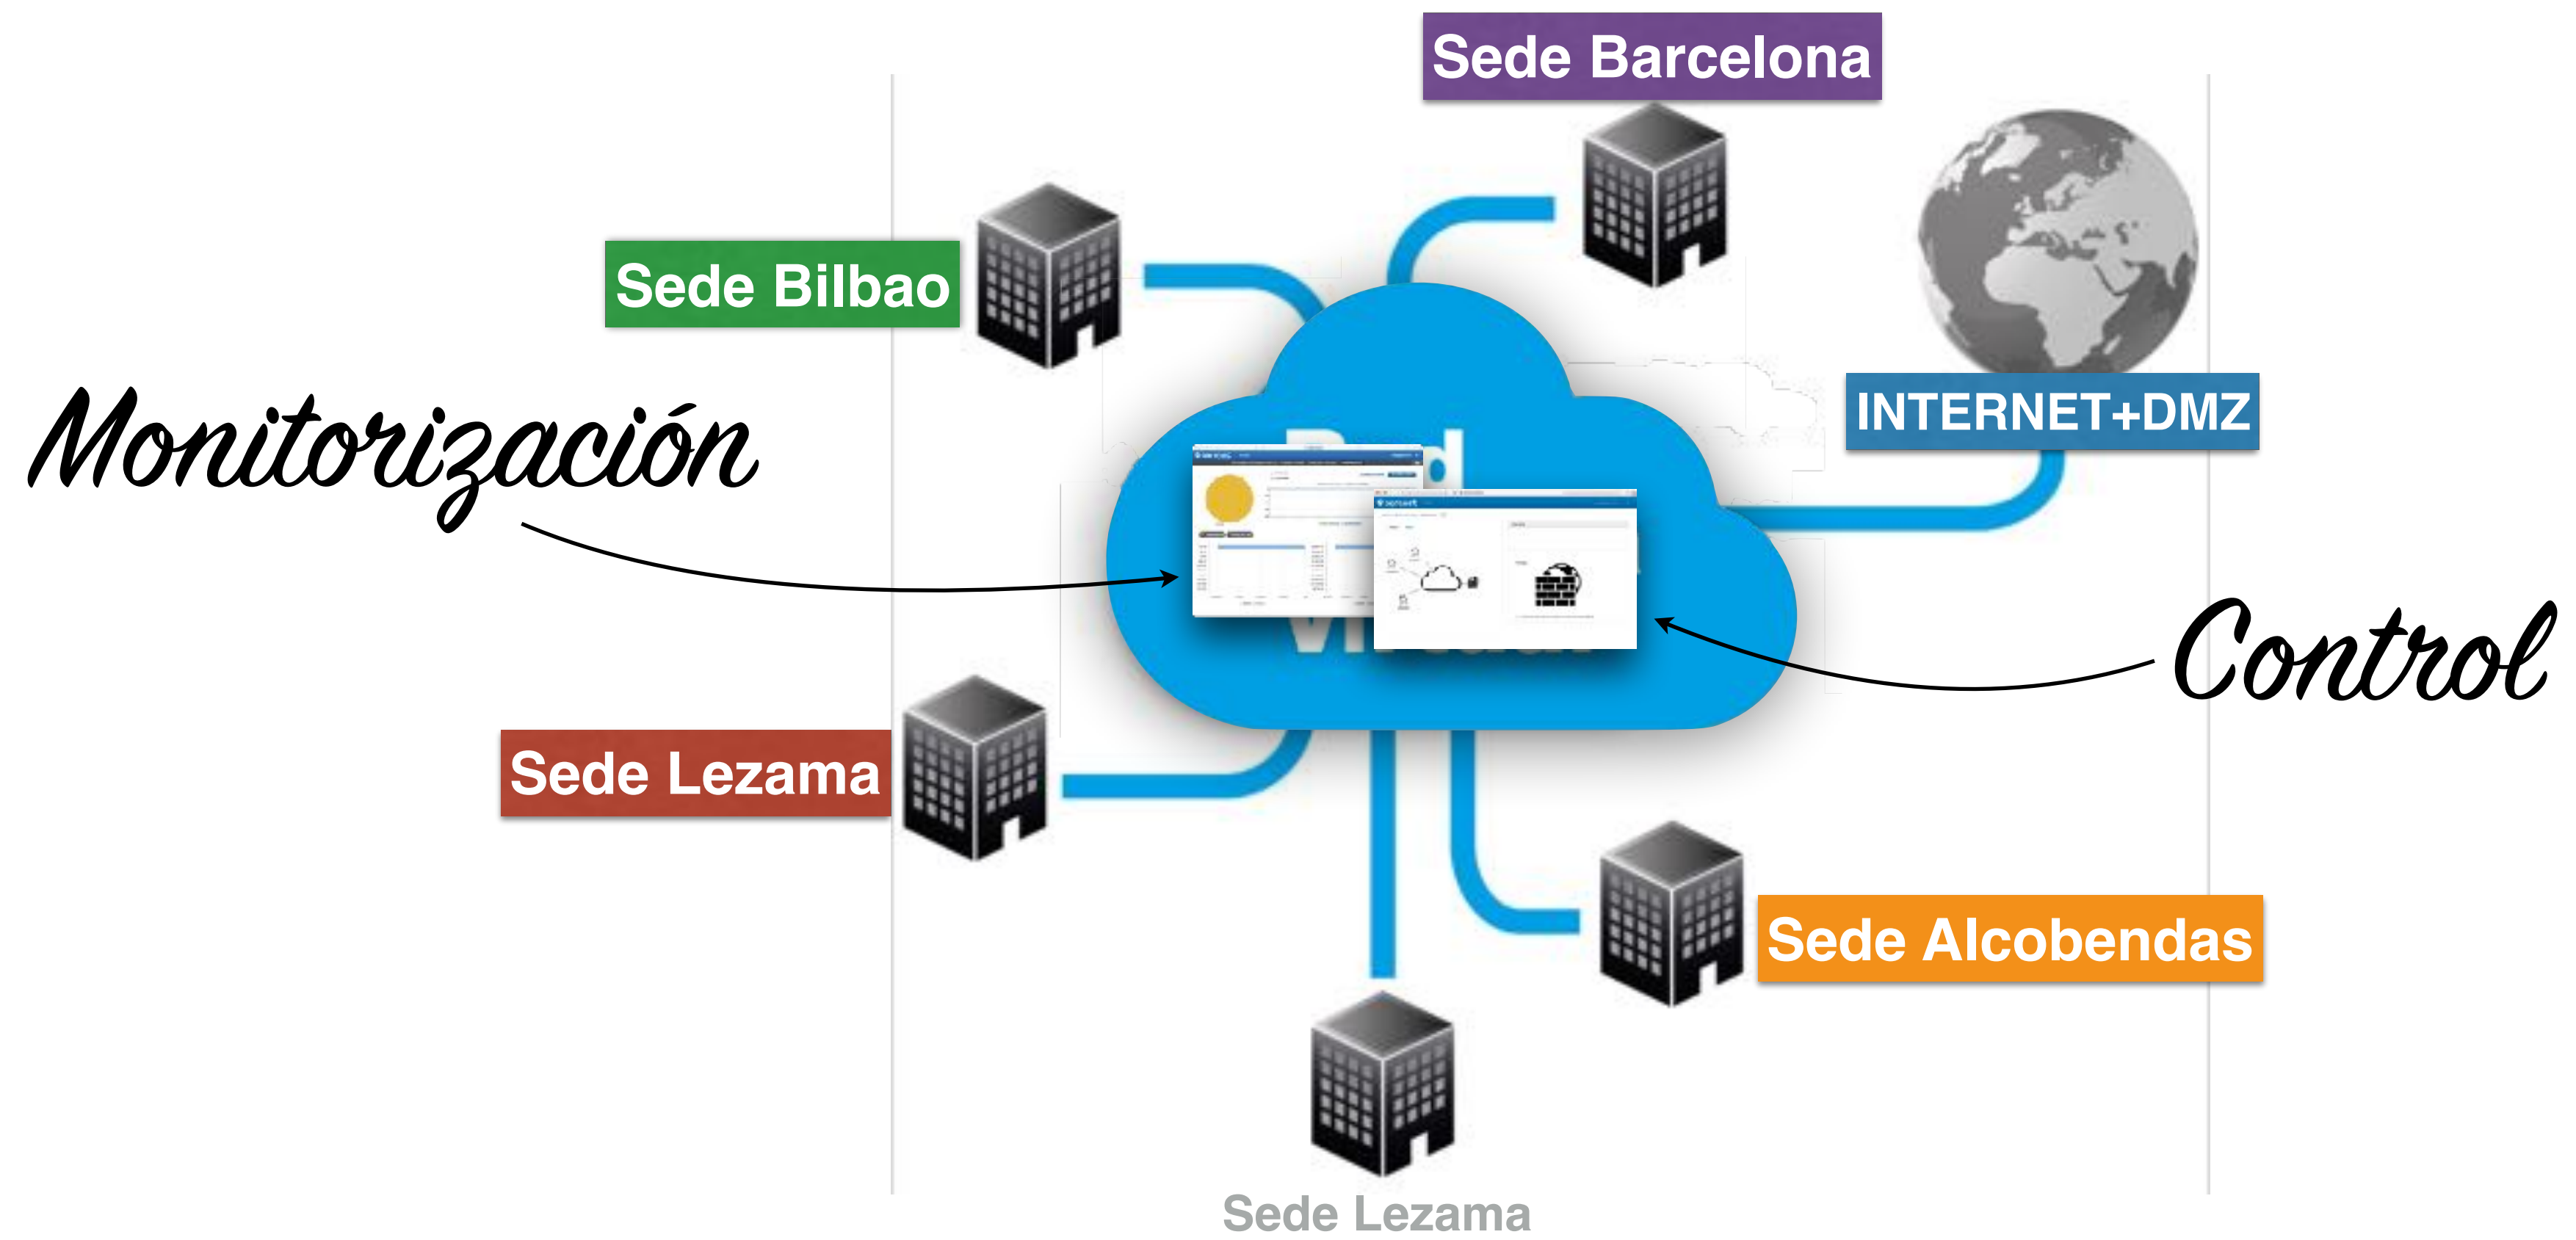 Sede Barcelona
Sede Bilbao
INTERNET+DMZ
Monitorización
Control
Sede Lezama
Sede Alcobendas
Sede Lezama